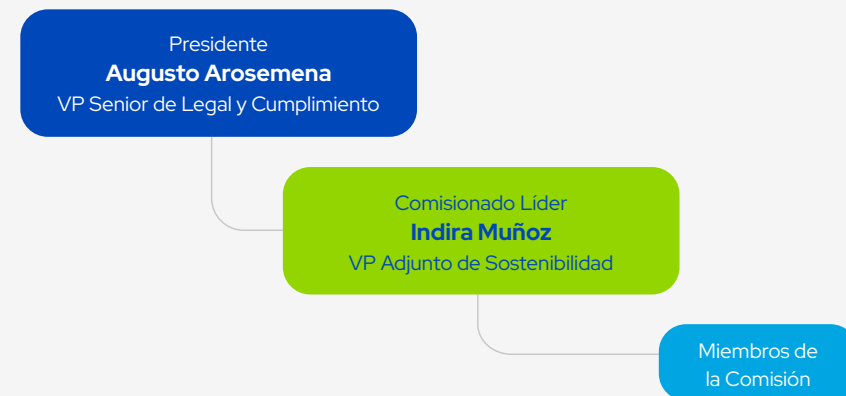 Presidente
Augusto Arosemena
VP Senior de Legal y Cumplimiento
Comisionado Líder
Indira Muñoz
VP Adjunto de Sostenibilidad
Miembros de
la Comisión